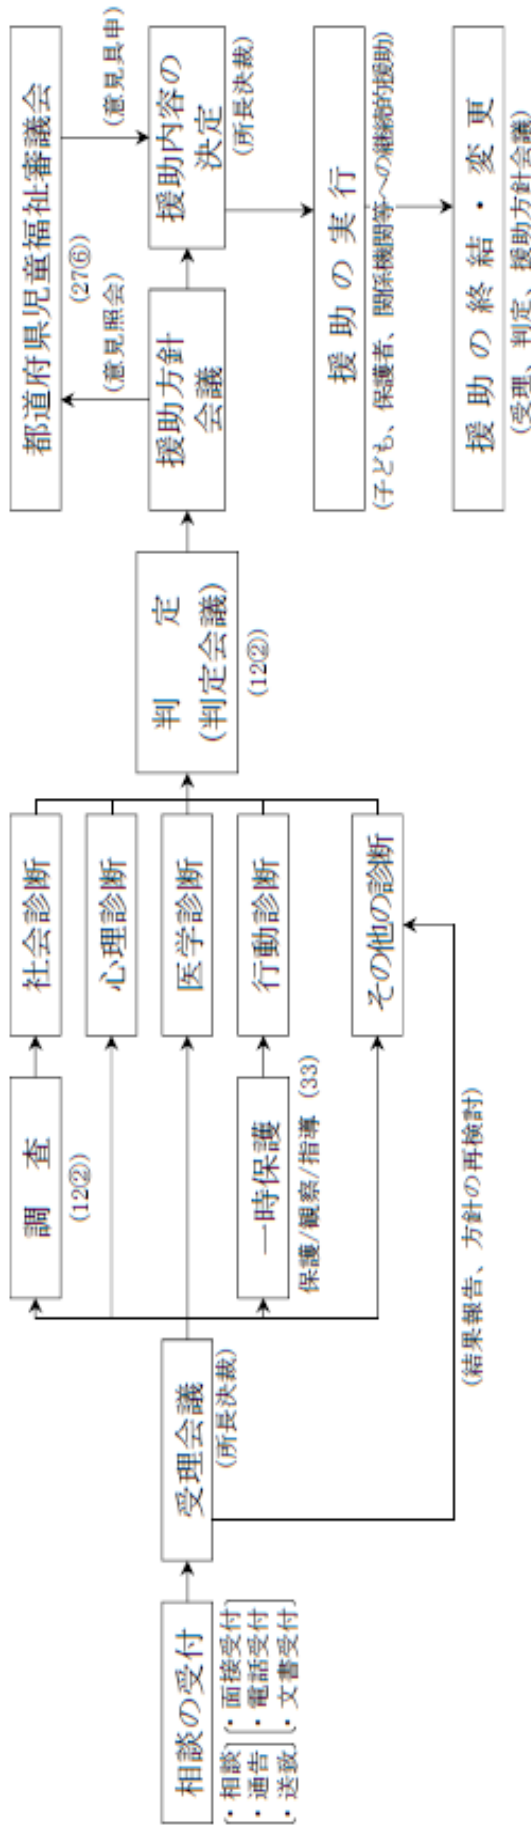 相談の受付
・相談
・通告
・送致
・面接受付
・電話受付
・文書受付
受理会議
(所長決裁)
調　査
(12②)
社会診断
心理診断
医学診断
一時保護
保護/観察/指導 (33)
行動診断
その他の診断
(結果報告、方針の再検討)
判　定
(判定会議)
(12②)
都道府県児童福祉審議会
(27⑥)
(意見照会)
(意見具申)
援助方針
会議
援助内容の
決定
(所長決裁)
援助の実行
(子ども、保護者、関係機関等への継続的援助)
援助の終結・変更
(受理、判定、援助方針会議)